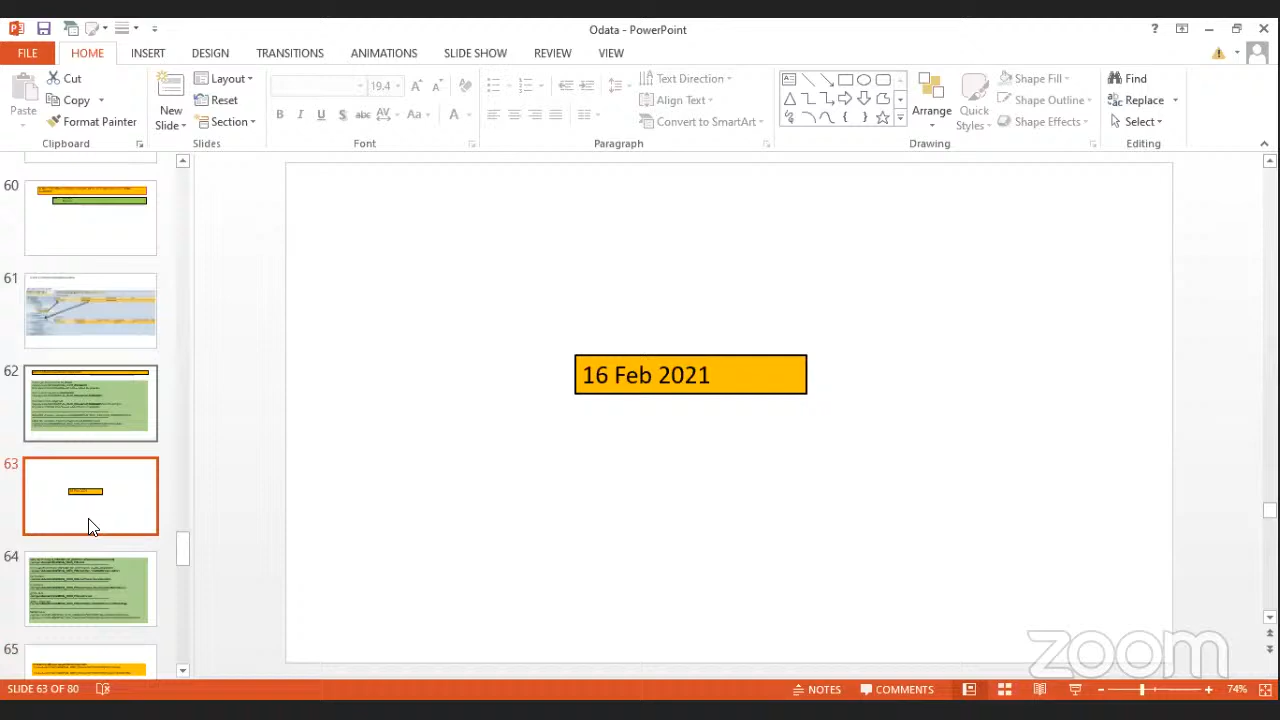 Odata - PowerPoint
FILE HOME INSERT DESIGN TRANSITIONS ANIMATIONS SLIDE SHOW REVIEW VIEW
Paste
Cut
Copy
Format Painter
Clipboard
New Slide
Layout
Reset
Section
Slides
19.4
Font
Text Direction
Align Text
Convert to SmartArt
Paragraph
Arrange
Quick Styles
Shape Fill
Shape Outline
Shape Effects
Drawing
Find
Replace
Select
Editing
60
61
62
63
64
65
16 Feb 2021
zoom
SLIDE 63 OF 80
NOTES COMMENTS 74%